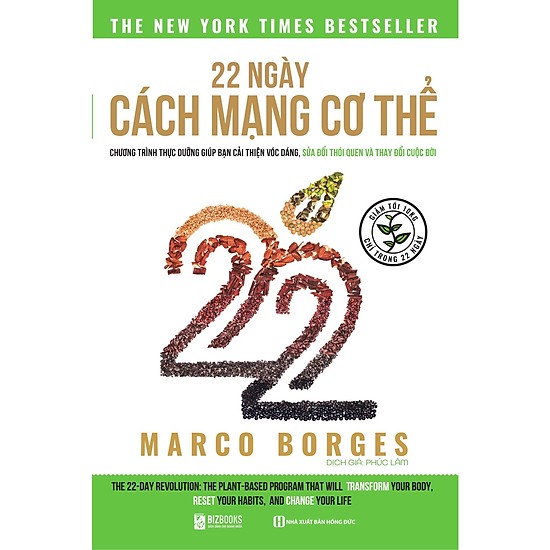 THE NEW YORK TIMES BESTSELLER
22 NGÀY
CÁCH MẠNG CƠ THỂ
CHƯƠNG TRÌNH THỰC DƯỠNG GIÚP BẠN CẢI THIỆN VÓC DÁNG, SỬA ĐỔI THÓI QUEN VÀ THAY ĐỔI CUỘC ĐỜI
GIẢM TỚI 10KG
CHỈ TRONG 22 NGÀY
22
MARCO BORGES
DỊCH GIẢ: PHÚC LÂM
THE 22-DAY REVOLUTION: THE PLANT-BASED PROGRAM THAT WILL TRANSFORM YOUR BODY,
RESET YOUR HABITS, AND CHANGE YOUR LIFE
BIZBOOKS
NHÀ XUẤT BẢN HỒNG ĐỨC